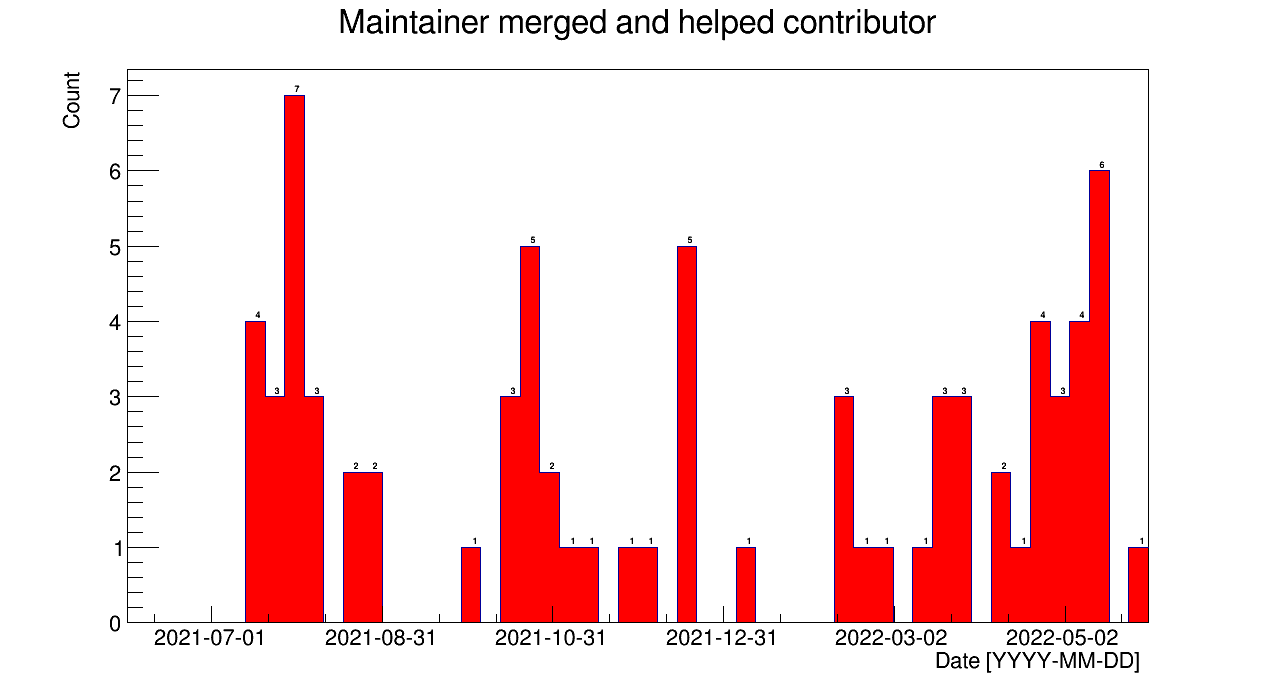 Maintainer merged and helped contributor
Count
7
6
5
4
3
2
1
0
4 3 7 3 2 2 1 3 5 2 1 1 1 1 5 1 3 1 1 1 3 3 2 1 4 3 4 6 1
2021-07-01 2021-08-31 2021-10-31 2021-12-31 2022-03-02 2022-05-02
Date [YYYY-MM-DD]